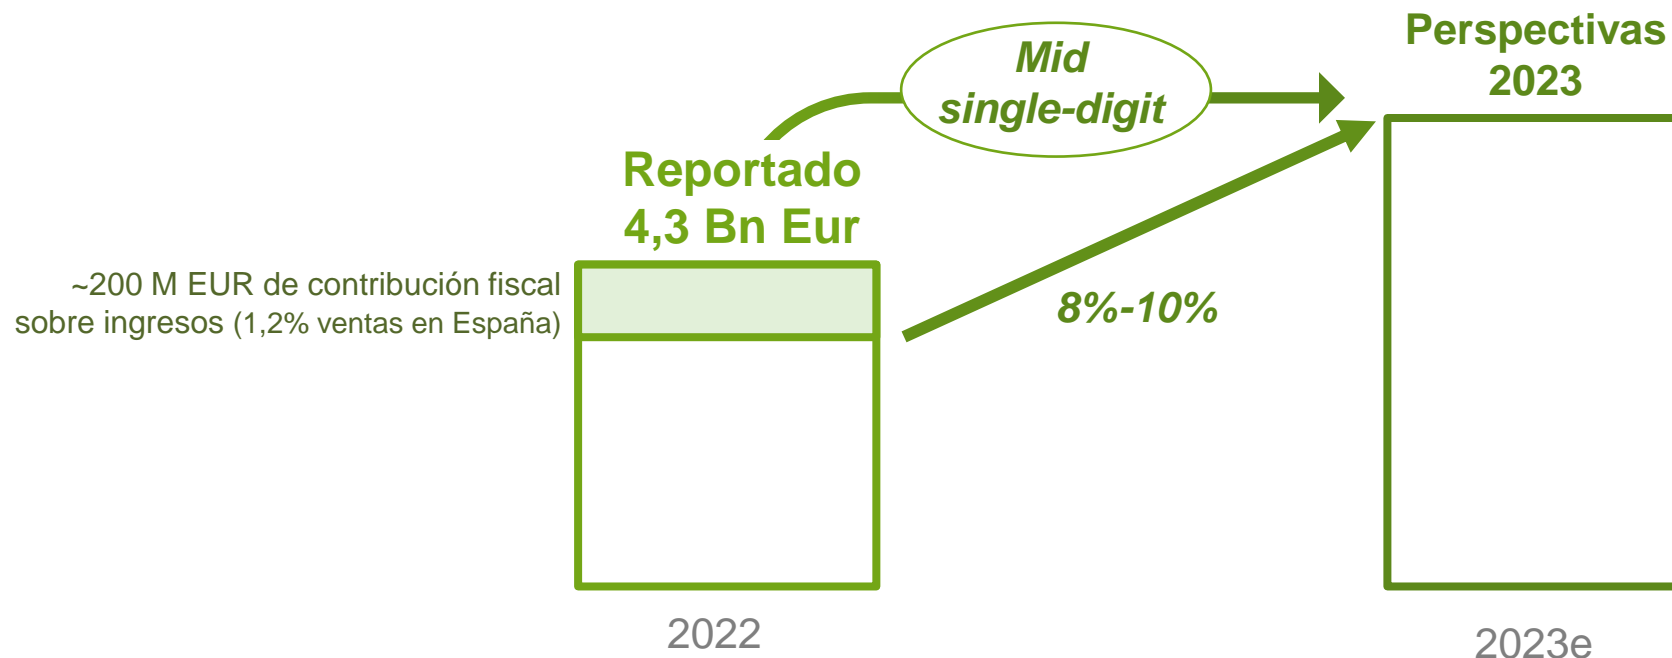 Perspectivas
2023
Mid
single-digit
Reportado
4,3 Bn Eur
~200 M EUR de contribución fiscal
sobre ingresos (1,2% ventas en España)
8%-10%
2022
2023e